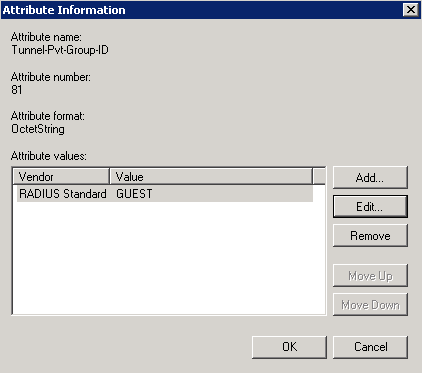 Attribute Information
Attribute name:
Tunnel-Pvt-Group-ID
Attribute number:
81
Attribute format:
OctetString
Attribute values:
Vendor Value
RADIUS Standard GUEST
Add...
Edit...
Remove
Move Up
Move Down
OK Cancel